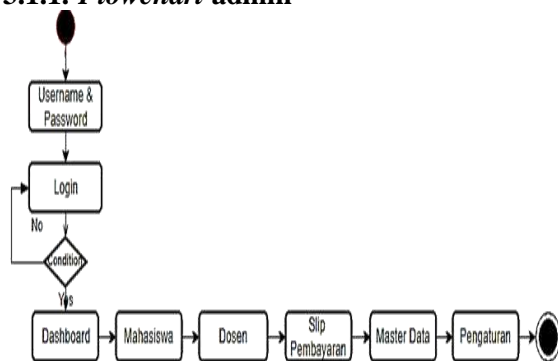 3.1.1. Flowchart admin
Username &
Password
Login
No
Condition
Yes
Dashboard
Mahasiswa
Dosen
Slip
Pembayaran
Master Data
Pengaturan